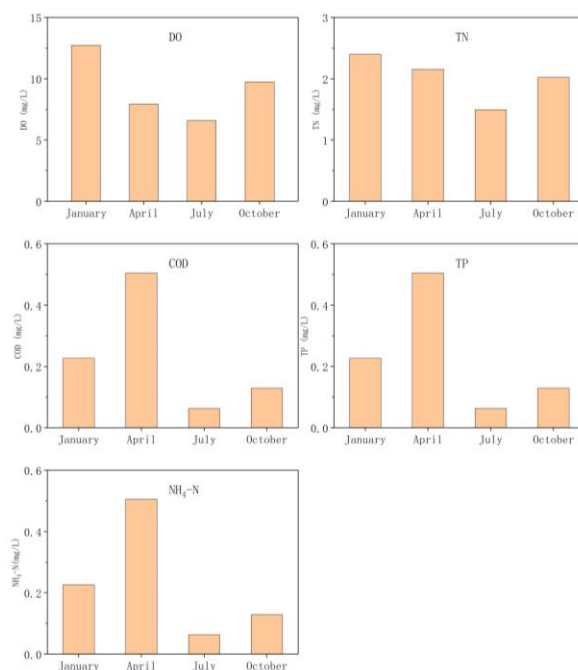 DO
DO (mg/L)
15
10
5
0
January April July October
TN
TN (mg/L)
3
2
1
0
January April July October
COD
COD (mg/L)
0.6
0.4
0.2
0.0
January April July October
TP
TP (mg/L)
0.6
0.4
0.2
0.0
January April July October
NH₄-N
NH₄-N(mg/L)
0.6
0.4
0.2
0.0
January April July October